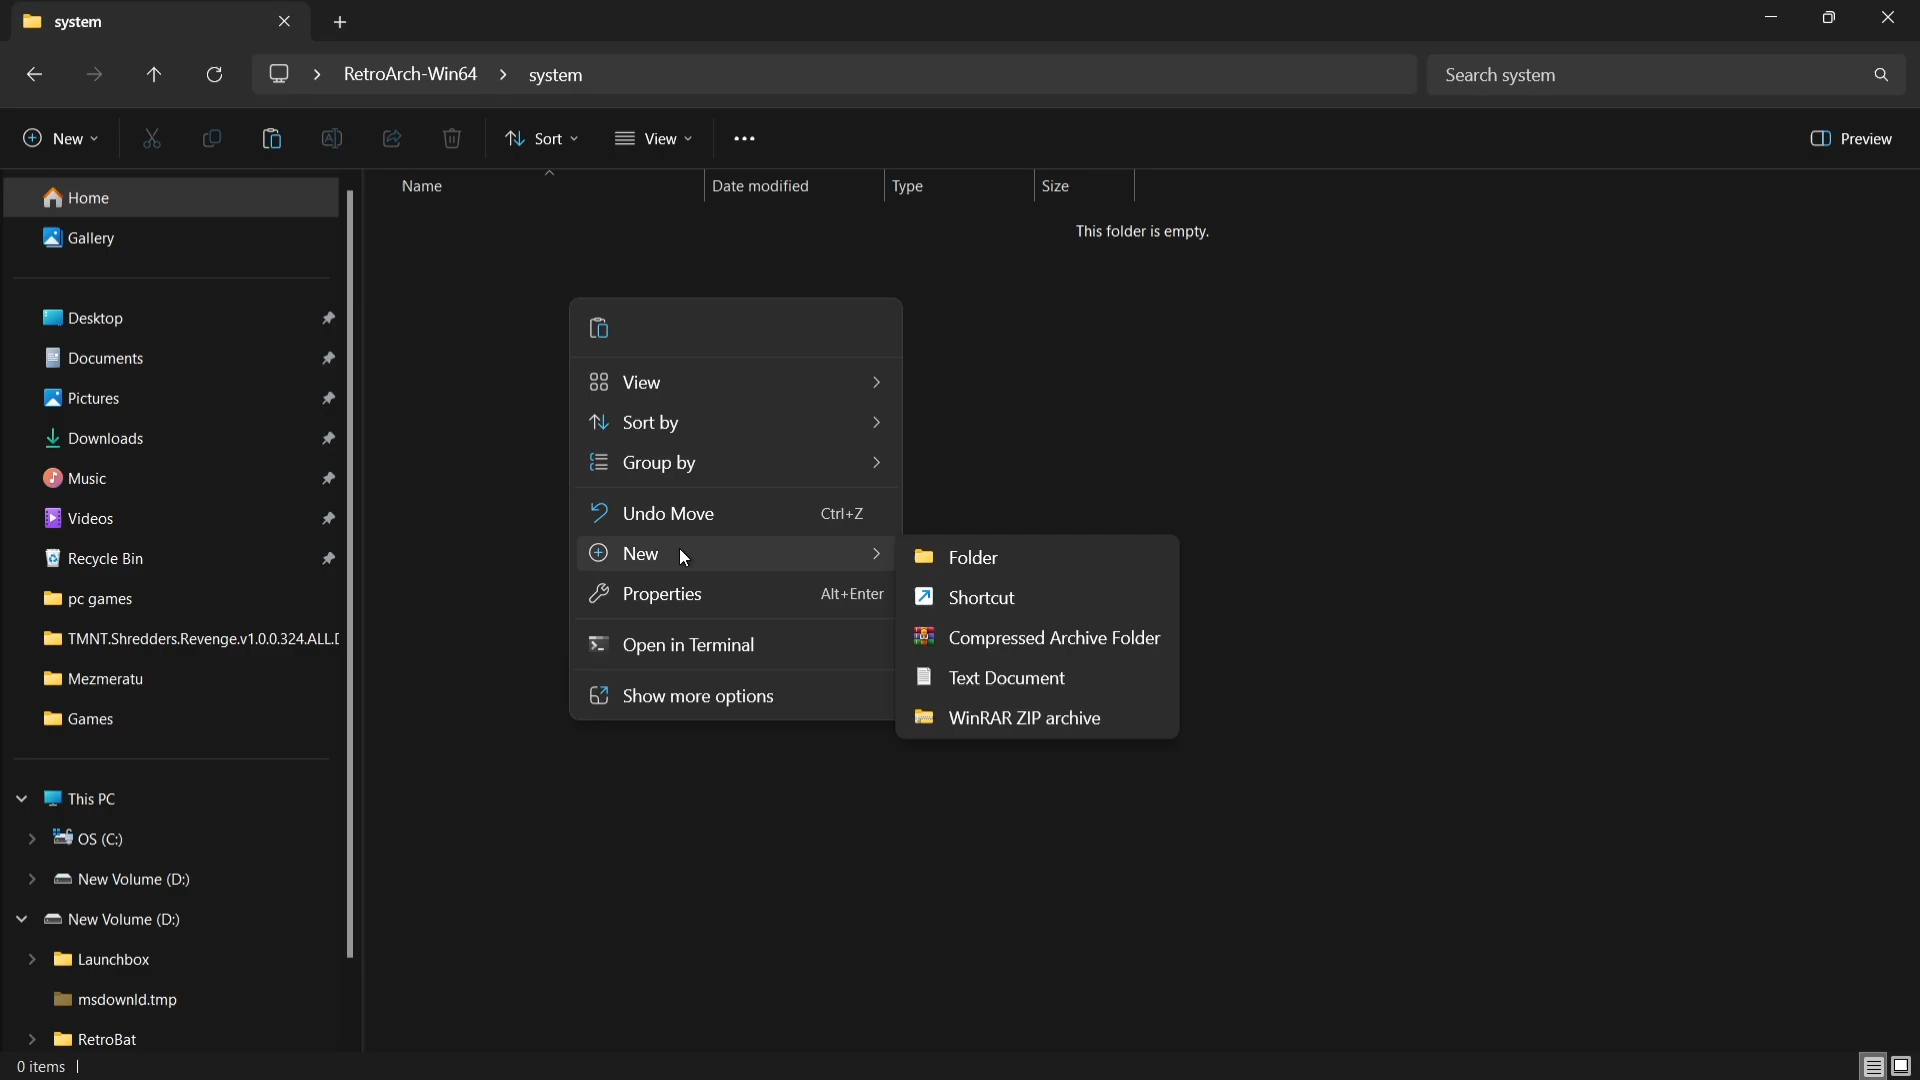 system
RetroArch-Win64
system
Search system
New
Sort
View
Preview
Name
Date modified
Type
Size
This folder is empty.
Home
Gallery
Desktop
Documents
Pictures
Downloads
Music
Videos
Recycle Bin
pc games
TMNT.Shredders.Revenge.v1.0.0.324.ALL.D
Mezmeratu
Games
This PC
OS (C:)
New Volume (D:)
New Volume (D:)
Launchbox
msdownld.tmp
RetroBat
View
Sort by
Group by
Undo Move Ctrl+Z
New
Properties Alt+Enter
Open in Terminal
Show more options
Folder
Shortcut
Compressed Archive Folder
Text Document
WinRAR ZIP archive
0 items